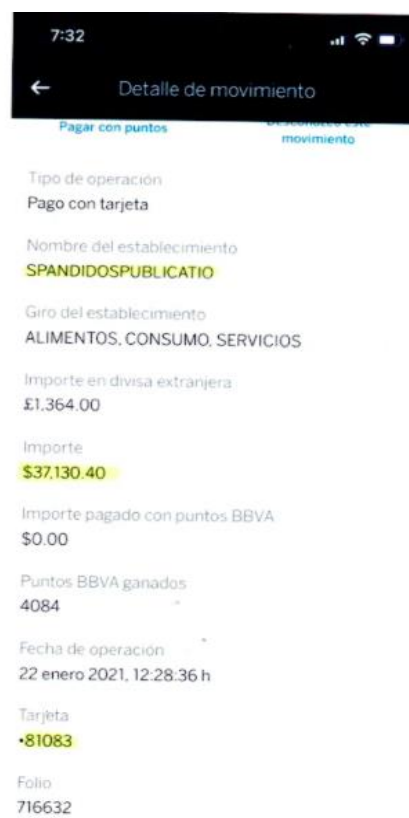 7:32
Detalle de movimiento
Pagar con puntos
Desconozco este
movimiento
Tipo de operación
Pago con tarjeta
Nombre del establecimiento
SPANDIDOSPUBLICATIO
Giro del establecimiento
ALIMENTOS, CONSUMO, SERVICIOS
Importe en divisa extranjera
£1,364.00
Importe
$37,130.40
Importe pagado con puntos BBVA
$0.00
Puntos BBVA ganados
4084
Fecha de operación
22 enero 2021, 12:28:36 h
Tarjeta
•81083
Folio
716632